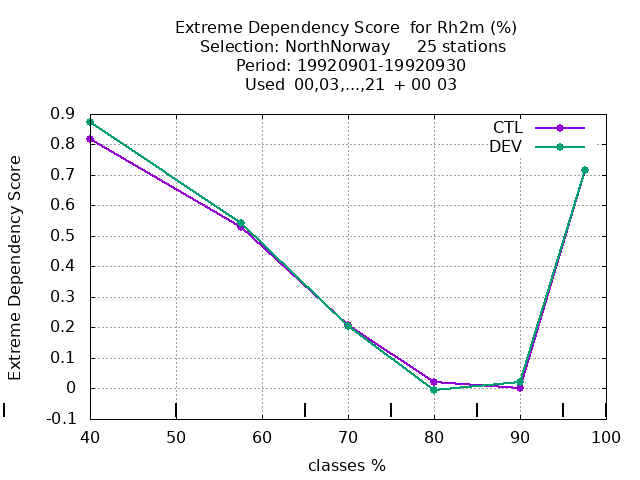 Extreme Dependency Score  for Rh2m (%)
Selection: NorthNorway     25 stations
Period: 19920901-19920930
Used  00,03,...,21  + 00 03
CTL
DEV
Extreme Dependency Score
0.9
0.8
0.7
0.6
0.5
0.4
0.3
0.2
0.1
0
-0.1
40 50 60 70 80 90 100
classes %